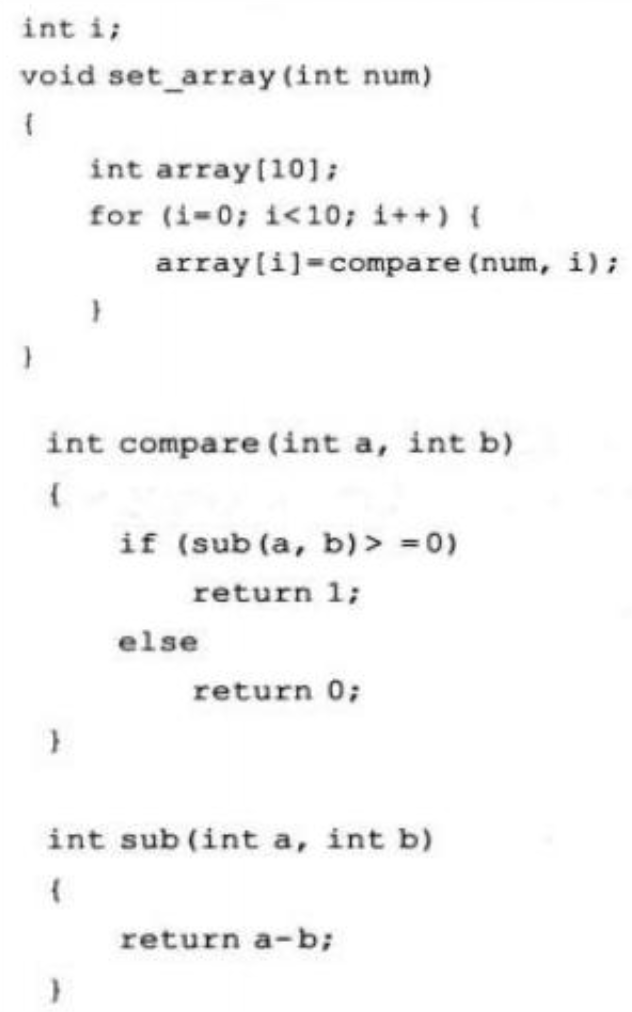 int i;
void set_array(int num)
{
    int array[10];
    for (i=0; i<10; i++) {
        array[i]=compare(num, i);
    }
}
int compare(int a, int b)
{
    if (sub(a, b)> =0)
        return 1;
    else
        return 0;
}
int sub(int a, int b)
{
    return a-b;
}